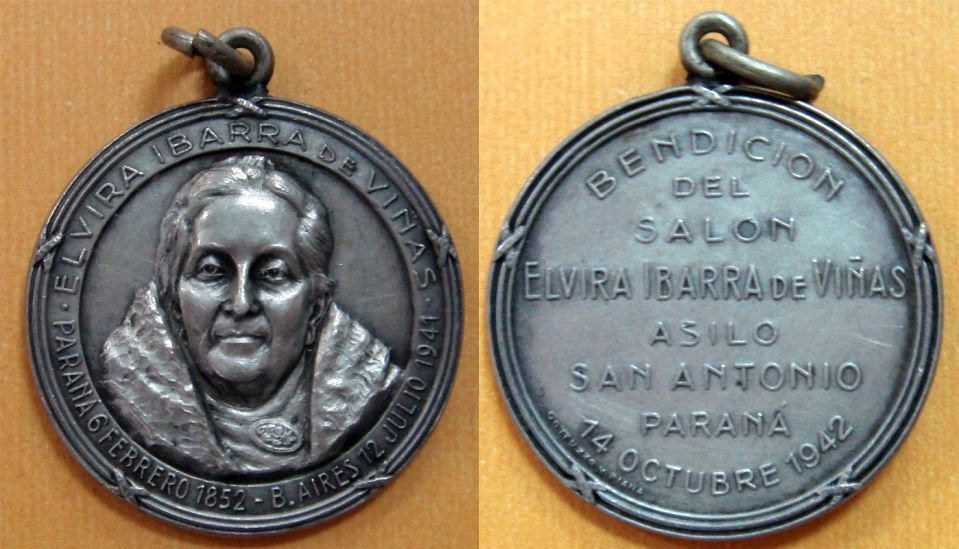 ·ELVIRA IBARRA DE VIÑAS·
PARANA 6 FEBRERO 1852 - B. AIRES 12 JULIO 1941
BENDICION
DEL
SALON
ELVIRA IBARRA DE VIÑAS
ASILO
SAN ANTONIO
PARANÁ
14 OCTUBRE 1942